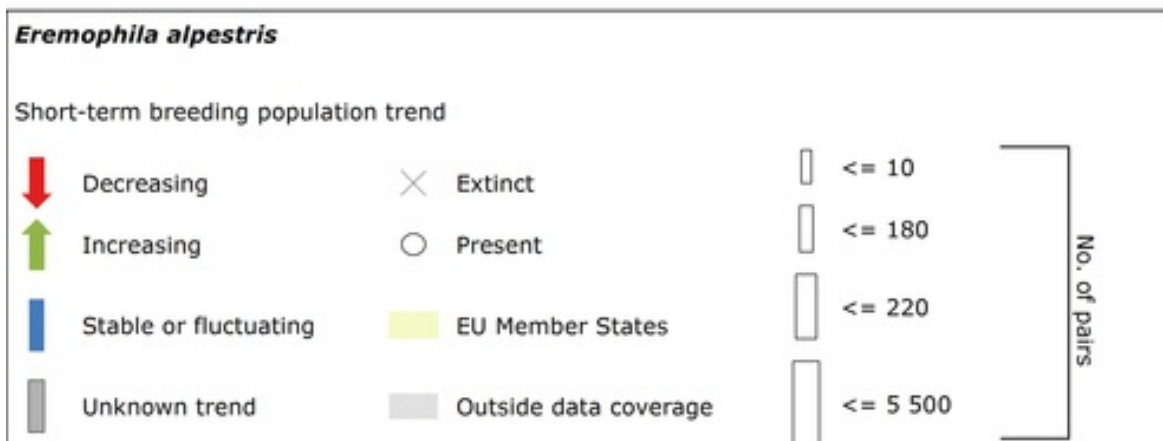 Eremophila alpestris
Short-term breeding population trend
Decreasing
Extinct
<= 10
Increasing
Present
<= 180
Stable or fluctuating
EU Member States
<= 220
Unknown trend
Outside data coverage
<= 5 500
No. of pairs